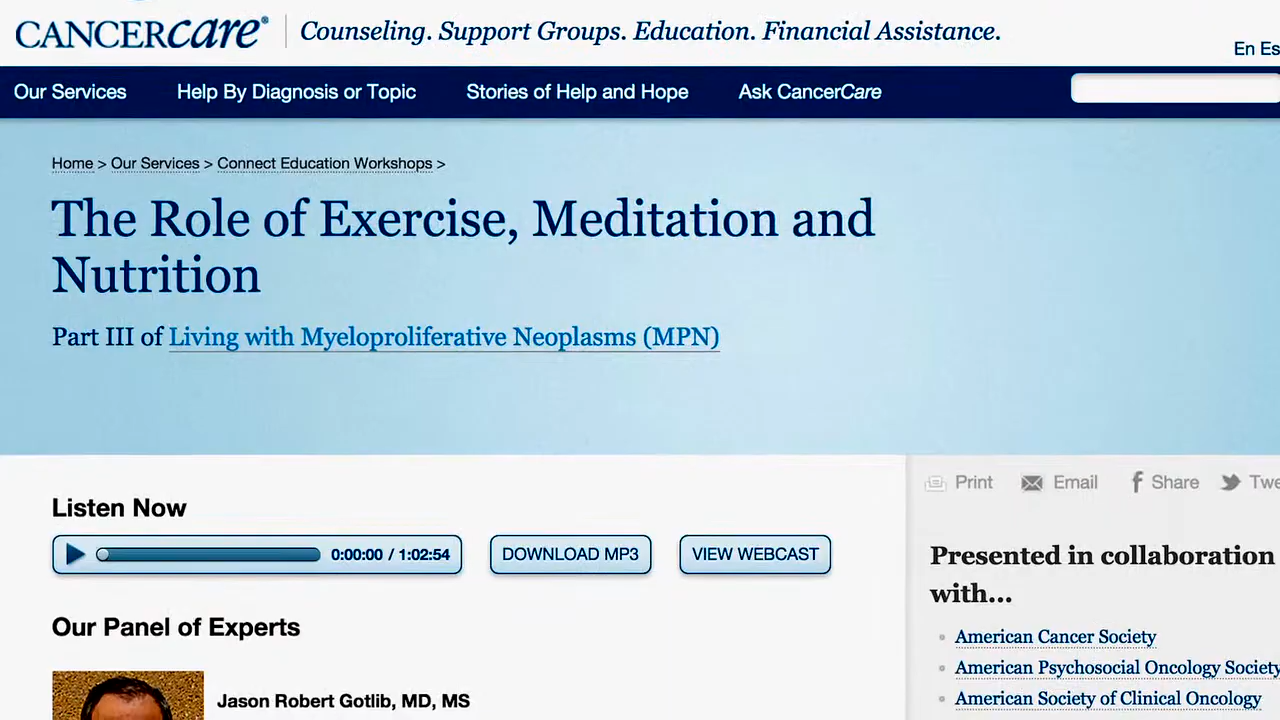 CANCERcare® Counseling. Support Groups. Education. Financial Assistance.
En Es
Our Services Help By Diagnosis or Topic Stories of Help and Hope Ask CancerCare
Home > Our Services > Connect Education Workshops >
The Role of Exercise, Meditation and
Nutrition
Part III of Living with Myeloproliferative Neoplasms (MPN)
Print Email Share Twe
Listen Now
0:00:00 / 1:02:54 DOWNLOAD MP3 VIEW WEBCAST
Our Panel of Experts
Jason Robert Gotlib, MD, MS
Presented in collaboration
with...
American Cancer Society
American Psychosocial Oncology Society
American Society of Clinical Oncology